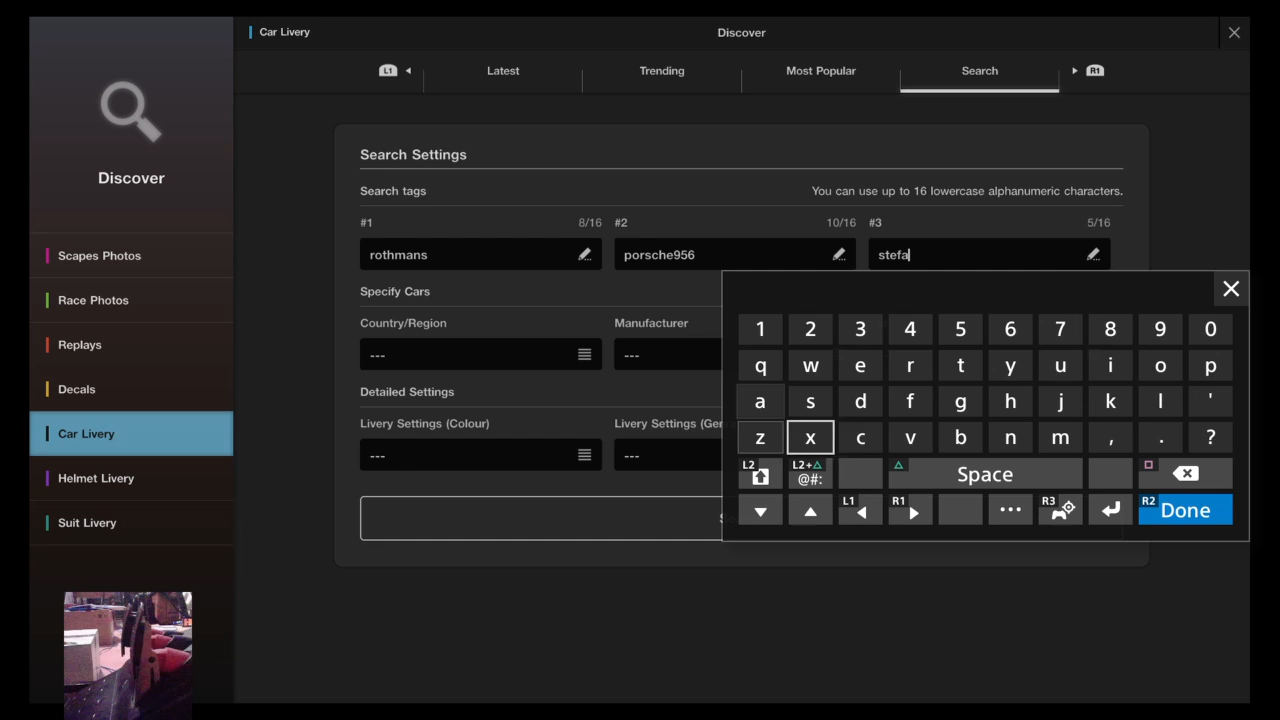 Car Livery
Discover
L1
Latest
Trending
Most Popular
Search
R1
Discover
Scapes Photos
Race Photos
Replays
Decals
Car Livery
Helmet Livery
Suit Livery
Search Settings
Search tags
You can use up to 16 lowercase alphanumeric characters.
#1 8/16
#2 10/16
#3 5/16
rothmans
porsche956
stefa
Specify Cars
Country/Region
Manufacturer
---
---
Detailed Settings
Livery Settings (Colour)
Livery Settings (Ger
---
---
1 2 3 4 5 6 7 8 9 0
q w e r t y u i o p
a s d f g h j k l '
z x c v b n m , . ?
L2 L2+△ @#: △ Space
L1 R1 ... R3 R2 Done